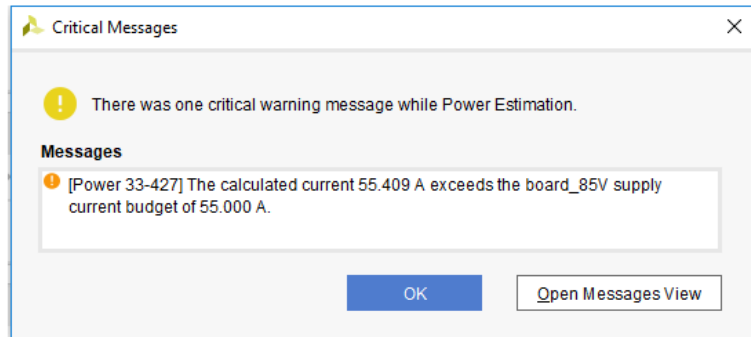 Critical Messages
There was one critical warning message while Power Estimation.
Messages
[Power 33-427] The calculated current 55.409 A exceeds the board_85V supply
current budget of 55.000 A.
OK
Open Messages View